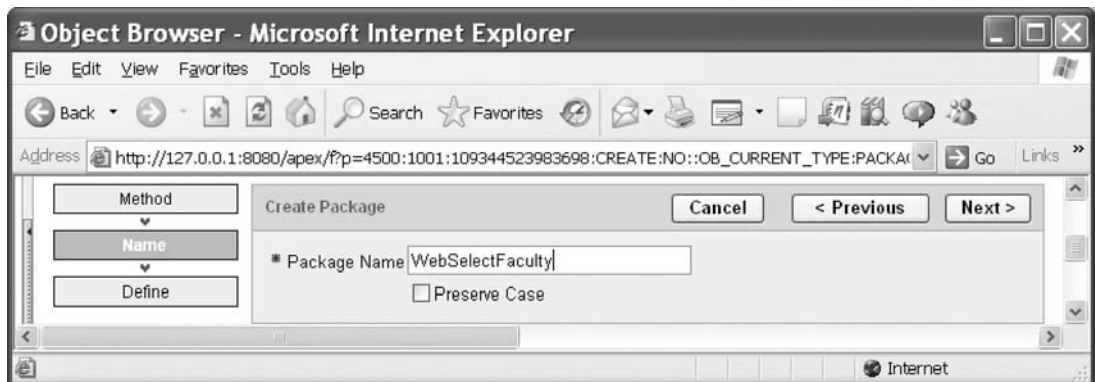 Object Browser - Microsoft Internet Explorer
File Edit View Favorites Tools Help
Back Search Favorites
Address http://127.0.0.1:8080/apex/f?p=4500:1001:109344523983698:CREATE:NO::OB_CURRENT_TYPE:PACKA Go Links »
Method
Create Package Cancel < Previous Next >
Name
* Package Name WebSelectFaculty
Define
Preserve Case
Internet